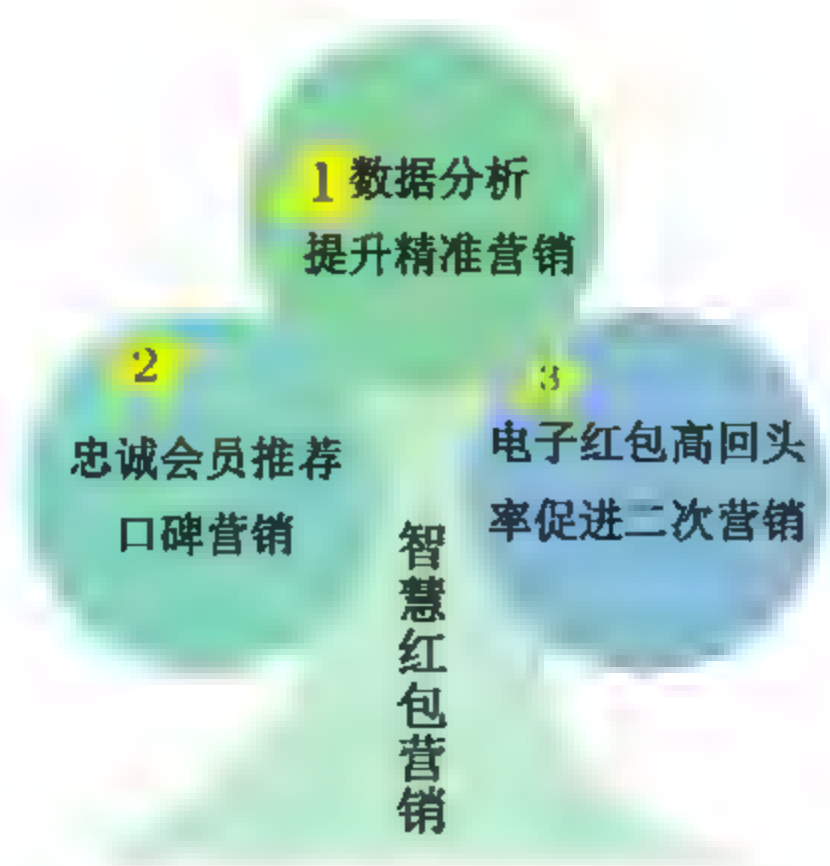 1 数据分析
提升精准营销
2
忠诚会员推荐
口碑营销
3
电子红包高回头
率促进二次营销
智慧红包营销